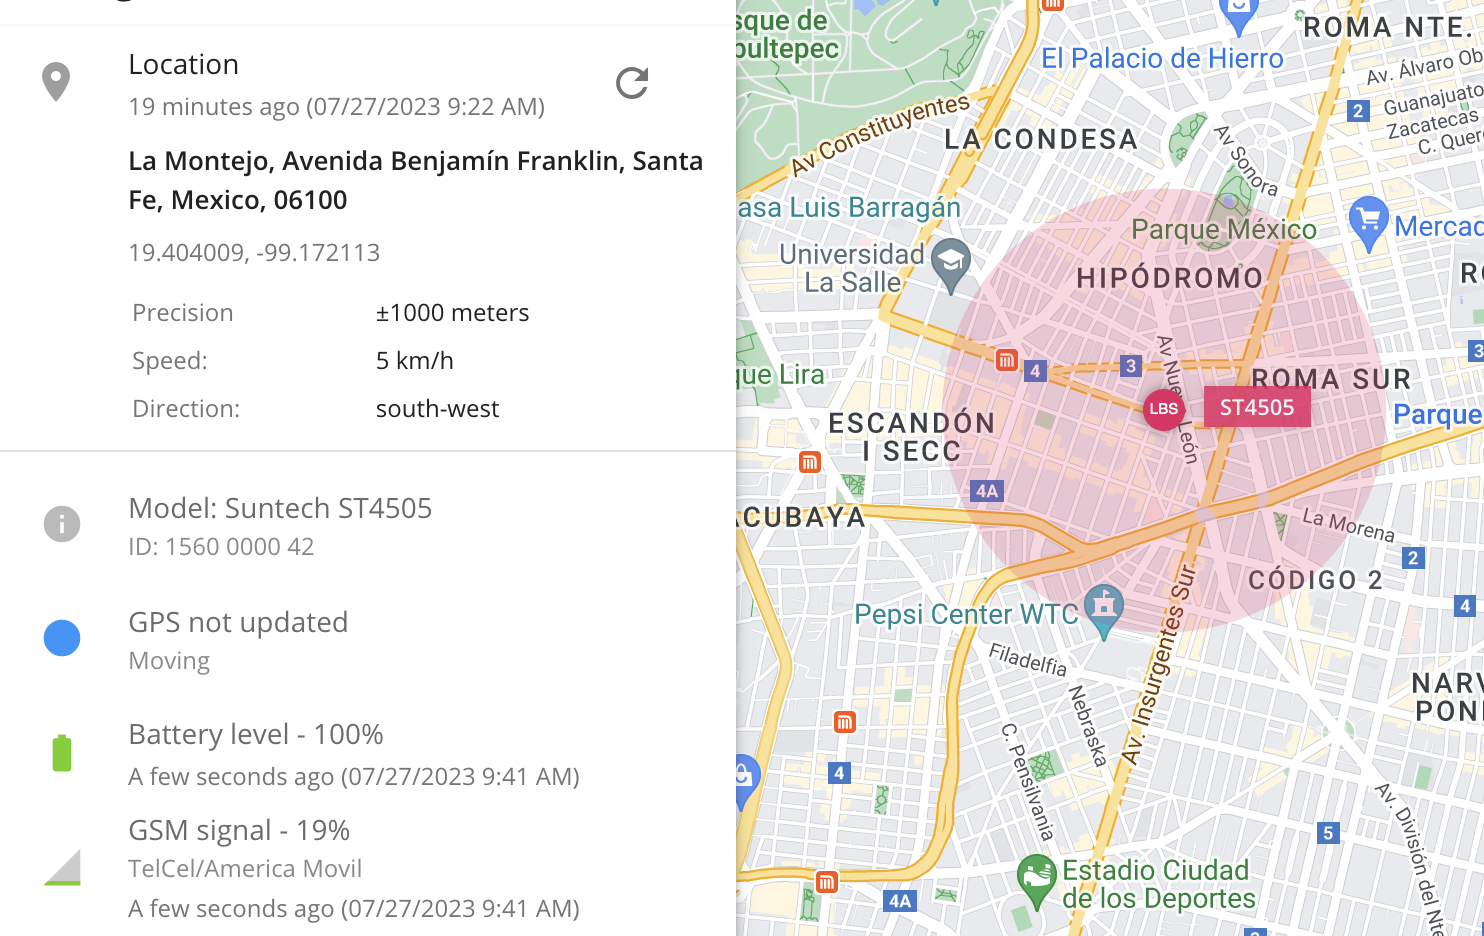 Location
19 minutes ago (07/27/2023 9:22 AM)
La Montejo, Avenida Benjamín Franklin, Santa
Fe, Mexico, 06100
19.404009, -99.172113
Precision ±1000 meters
Speed: 5 km/h
Direction: south-west
Model: Suntech ST4505
ID: 1560 0000 42
GPS not updated
Moving
Battery level - 100%
A few seconds ago (07/27/2023 9:41 AM)
GSM signal - 19%
TelCel/America Movil
A few seconds ago (07/27/2023 9:41 AM)
sque de
pultepec
El Palacio de Hierro
ROMA NTE.
Av. Álvaro Ob
2
Guanajuato
Zacatecas
C. Quer
Av Constituyentes
LA CONDESA
Av Sonora
asa Luis Barragán
Parque México
Mercad
Universidad
La Salle
HIPÓDROMO
4
3
3
Av Nuev
León
que Lira
ROMA SUR
LBS
ST4505
Parque
ESCANDÓN
I SECC
4A
ACUBAYA
La Morena
2
CÓDIGO 2
4
Pepsi Center WTC
Filadelfia
Nebraska
C. Pensilvania
Av. Insurgentes Sur
NARV
PON
4
5
Av. División del Nte
Estadio Ciudad
de los Deportes
4A